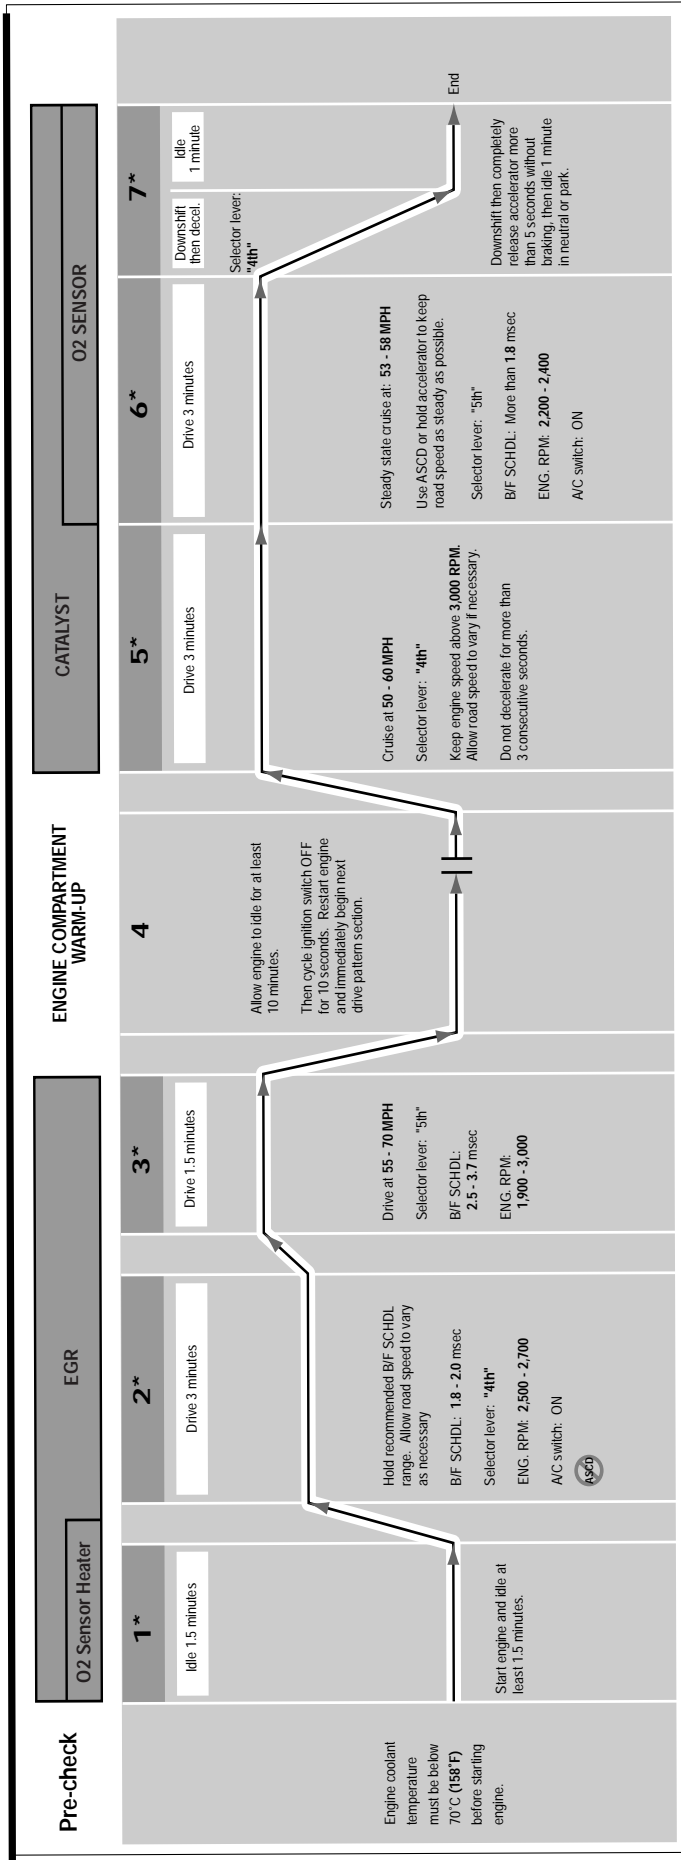 Pre-check
EGR
O2 Sensor Heater
ENGINE COMPARTMENT
WARM-UP
CATALYST
O2 SENSOR
Engine coolant
temperature
must be below
70˚C (158˚F)
before starting
engine.
1*
Idle 1.5 minutes
Start engine and idle at
least 1.5 minutes.
2*
Drive 3 minutes
Hold recommended B/F SCHDL
range. Allow road speed to vary
as necessary
B/F SCHDL: 1.8 - 2.0 msec
Selector lever: "4th"
ENG. RPM: 2,500 - 2,700
A/C switch: ON
ASCD
3*
Drive 1.5 minutes
Drive at 55 - 70 MPH
Selector lever: "5th"
B/F SCHDL:
2.5 - 3.7 msec
ENG. RPM:
1,900 - 3,000
4
Allow engine to idle for at least
10 minutes.
Then cycle ignition switch OFF
for 10 seconds. Restart engine
and immediately begin next
drive pattern section.
5*
Drive 3 minutes
Cruise at 50 - 60 MPH
Selector lever: "4th"
Keep engine speed above 3,000 RPM.
Allow road speed to vary if necessary.
Do not decelerate for more than
3 consecutive seconds.
6*
Drive 3 minutes
Steady state cruise at: 53 - 58 MPH
Use ASCD or hold accelerator to keep
road speed as steady as possible.
Selector lever: "5th"
B/F SCHDL: More than 1.8 msec
ENG. RPM: 2,200 - 2,400
A/C switch: ON
7*
Downshift
then decel.
Idle
1 minute
Selector lever:
"4th"
End
Downshift then completely
release accelerator more
than 5 seconds without
braking, then idle 1 minute
in neutral or park.